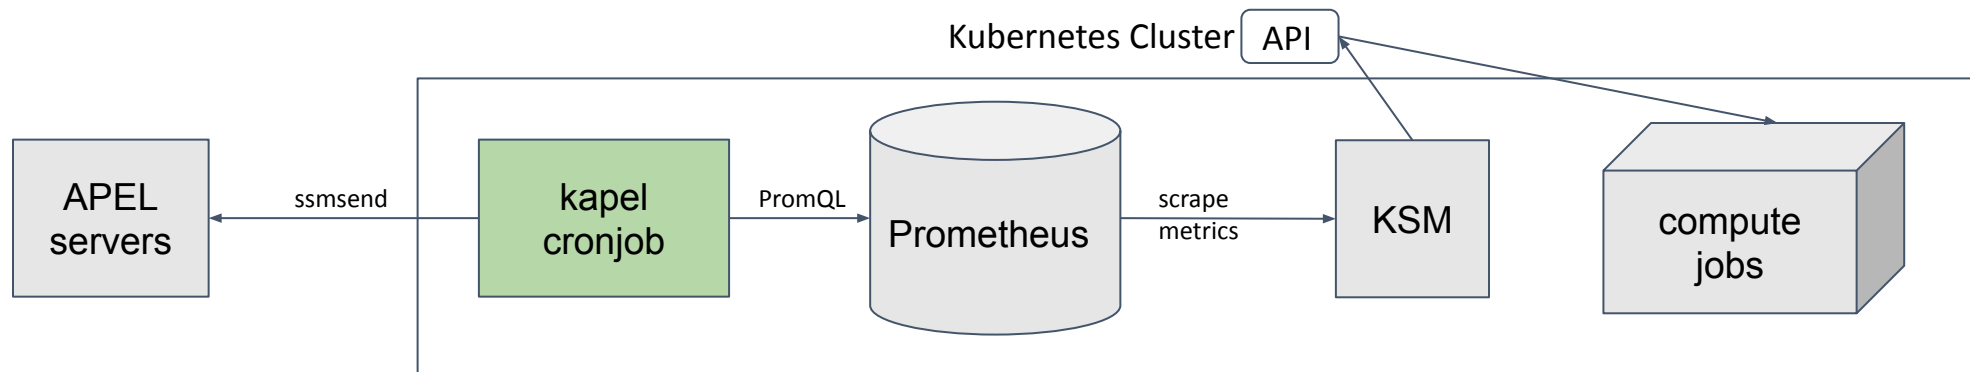 Kubernetes Cluster
API
APEL
servers
ssmsend
kapel
cronjob
PromQL
Prometheus
scrape
metrics
KSM
compute
jobs